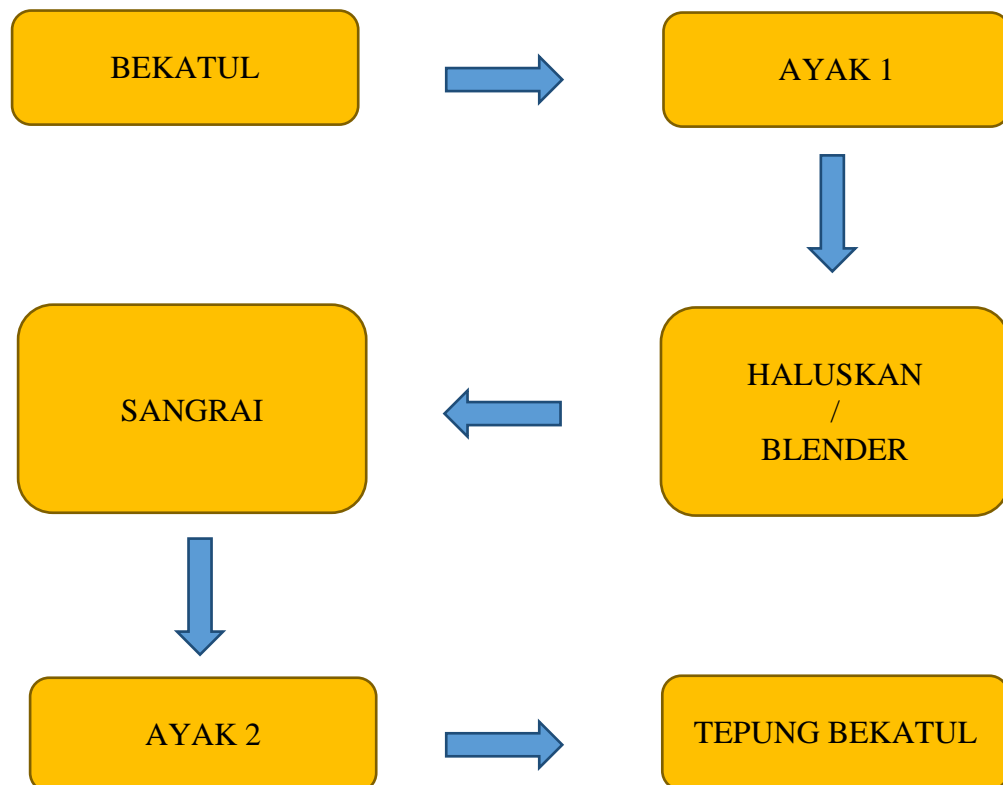 BEKATUL
AYAK 1
HALUSKAN
/
BLENDER
SANGRAI
AYAK 2
TEPUNG BEKATUL